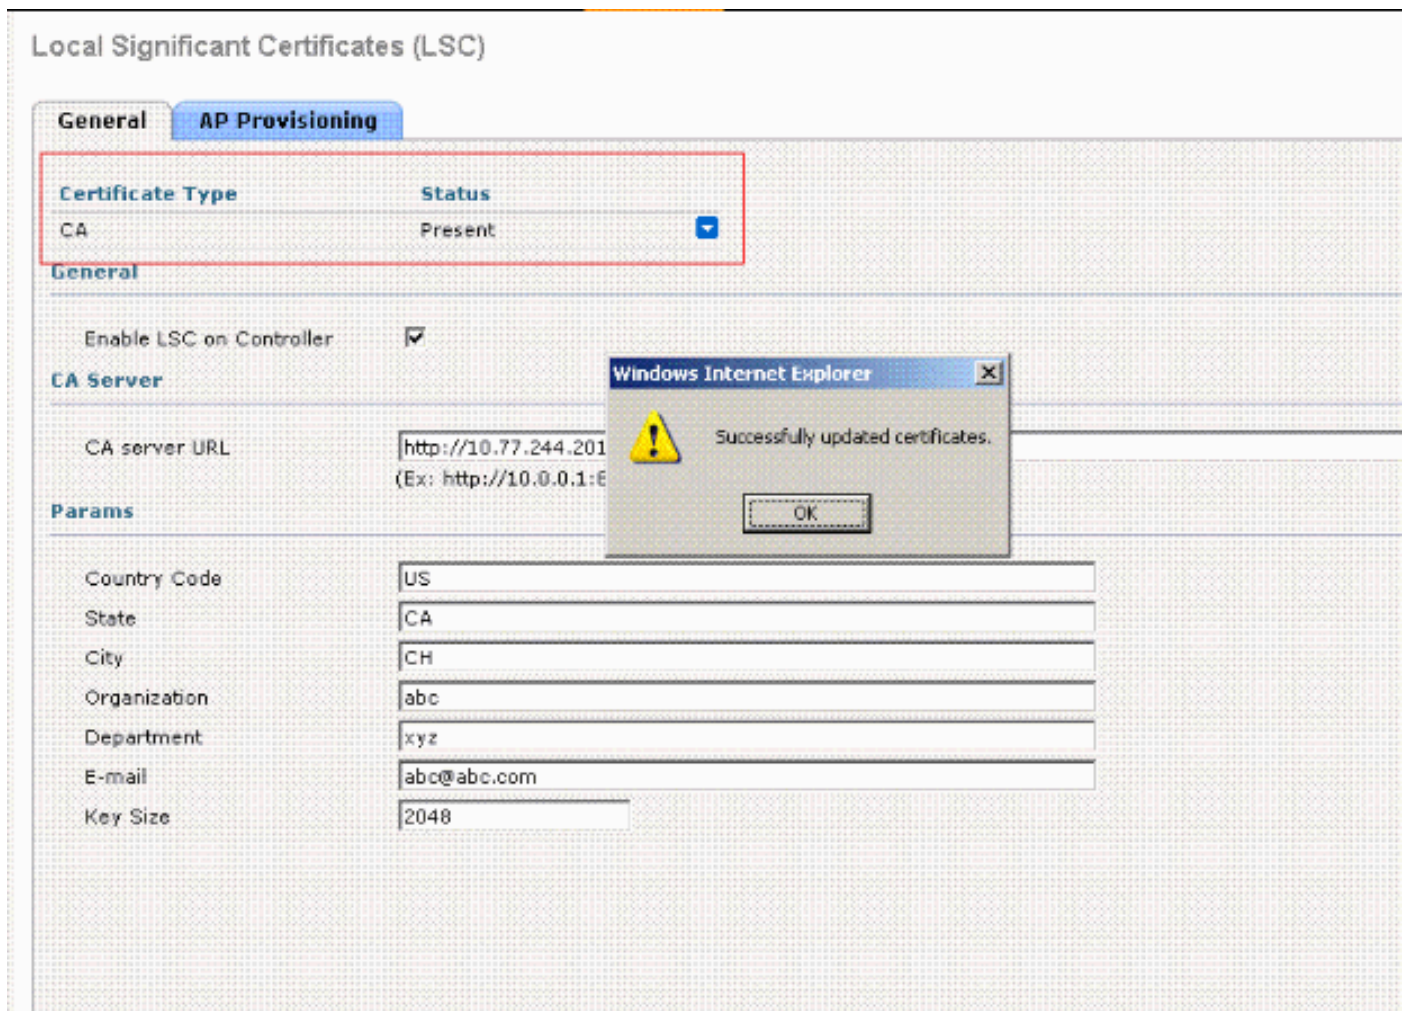 Local Significant Certificates (LSC)
General AP Provisioning
Certificate Type Status
CA Present
General
Enable LSC on Controller
Windows Internet Explorer
CA Server
Successfully updated certificates.
CA server URL http://10.77.244.201
(Ex: http://10.0.0.1:
OK
Params
Country Code US
State CA
City CH
Organization abc
Department xyz
E-mail abc@abc.com
Key Size 2048